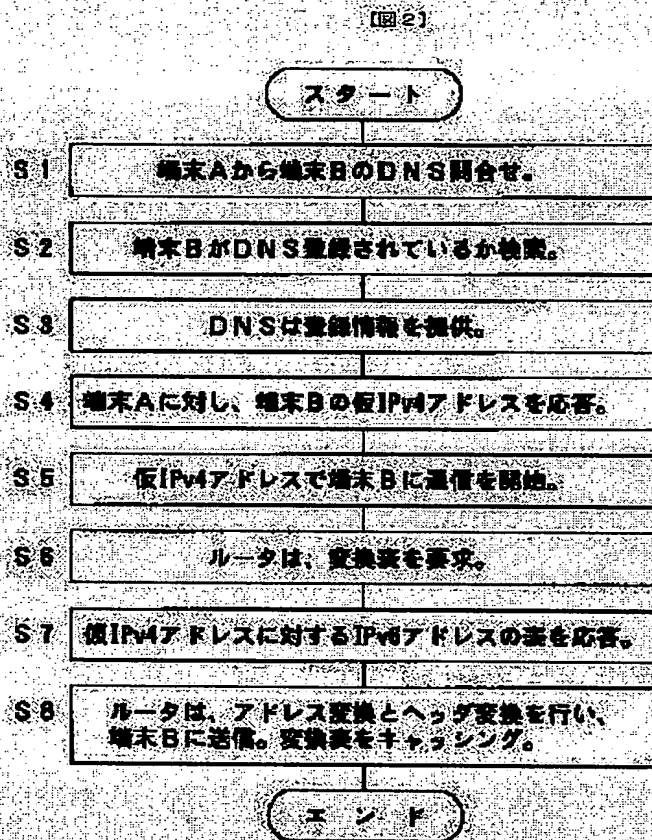 【図2】
スタート
S1 端末Aから端末BのDNS問合せ。
S2 端末BがDNS登録されているか検索。
S3 DNSは登録情報を提供。
S4 端末Aに対し、端末Bの仮IPv4アドレスを応答。
S5 仮IPv4アドレスで端末Bに通信を開始。
S6 ルータは、変換表を要求。
S7 仮IPv4アドレスに対するIPv6アドレスの表を応答。
S8 ルータは、アドレス変換とヘッダ変換を行い、
端末Bに送信。変換表をキャッシング。
エンド